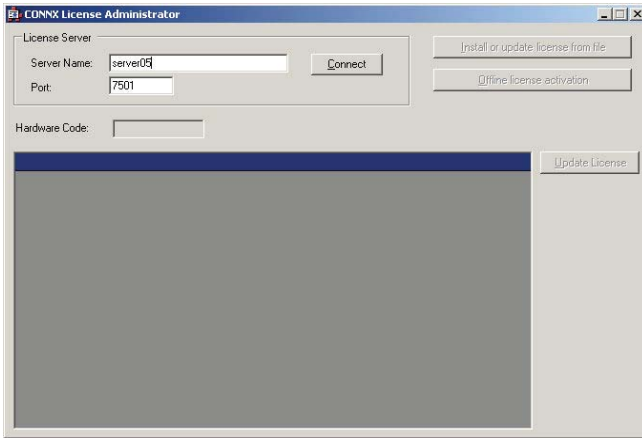 CONNX License Administrator
License Server
Server Name: server05 Connect
Port: 7501
Install or update license from file
Offline license activation
Hardware Code:
Update License